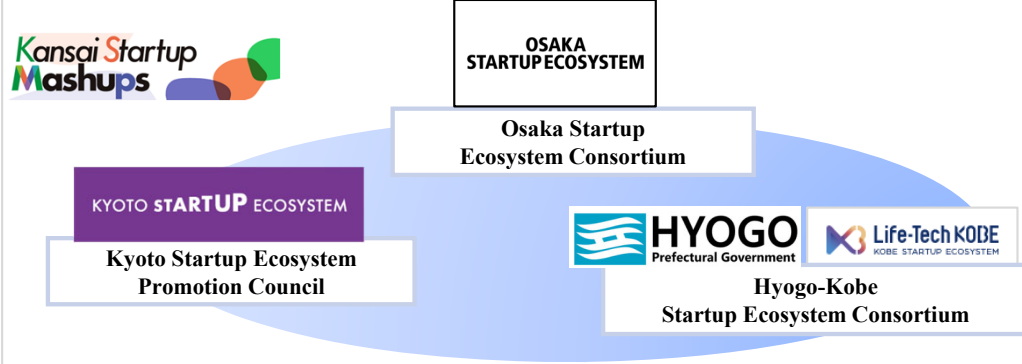 Kansai Startup
Mashups
OSAKA
STARTUP ECOSYSTEM
Osaka Startup
Ecosystem Consortium
KYOTO STARTUP ECOSYSTEM
Kyoto Startup Ecosystem
Promotion Council
HYOGO
Prefectural Government
Life-Tech KOBE
KOBE STARTUP ECOSYSTEM
Hyogo-Kobe
Startup Ecosystem Consortium